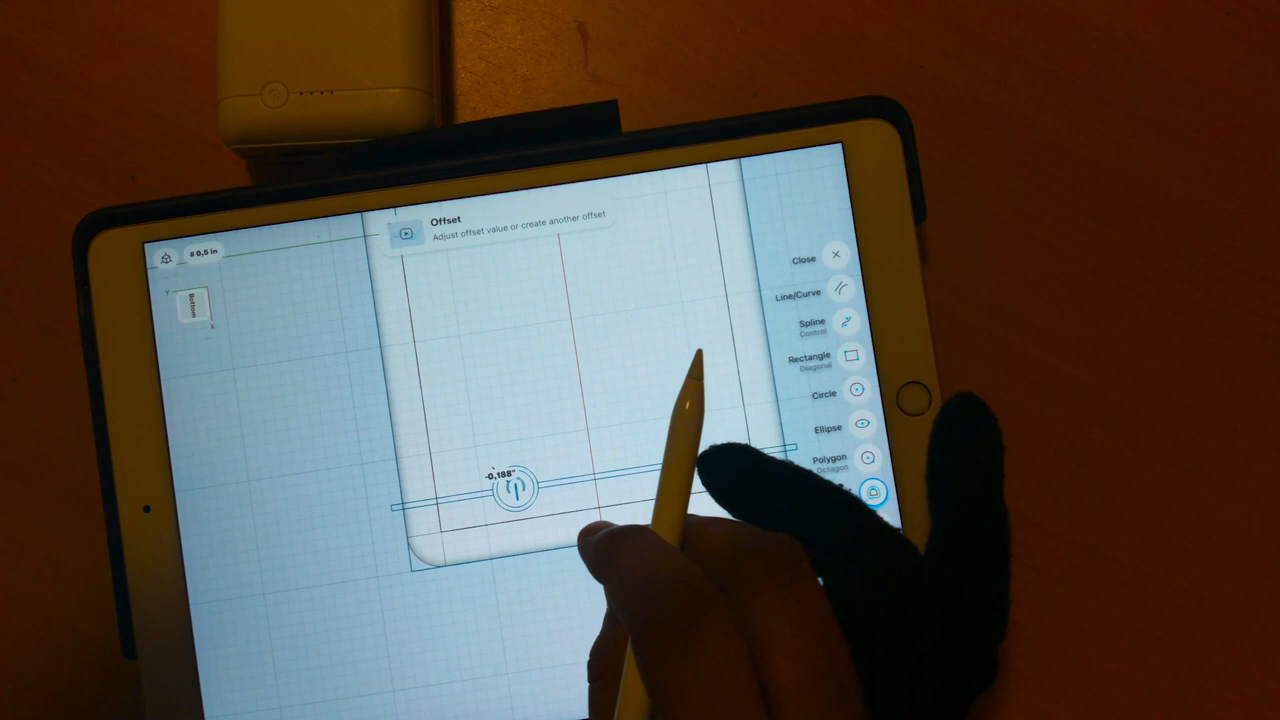 Offset
Adjust offset value or create another offset
# 0,5 in
Bottom
Y
X
Close
Line/Curve
Spline
Control
Rectangle
Diagonal
Circle
Ellipse
Polygon
Octagon
-0,188"